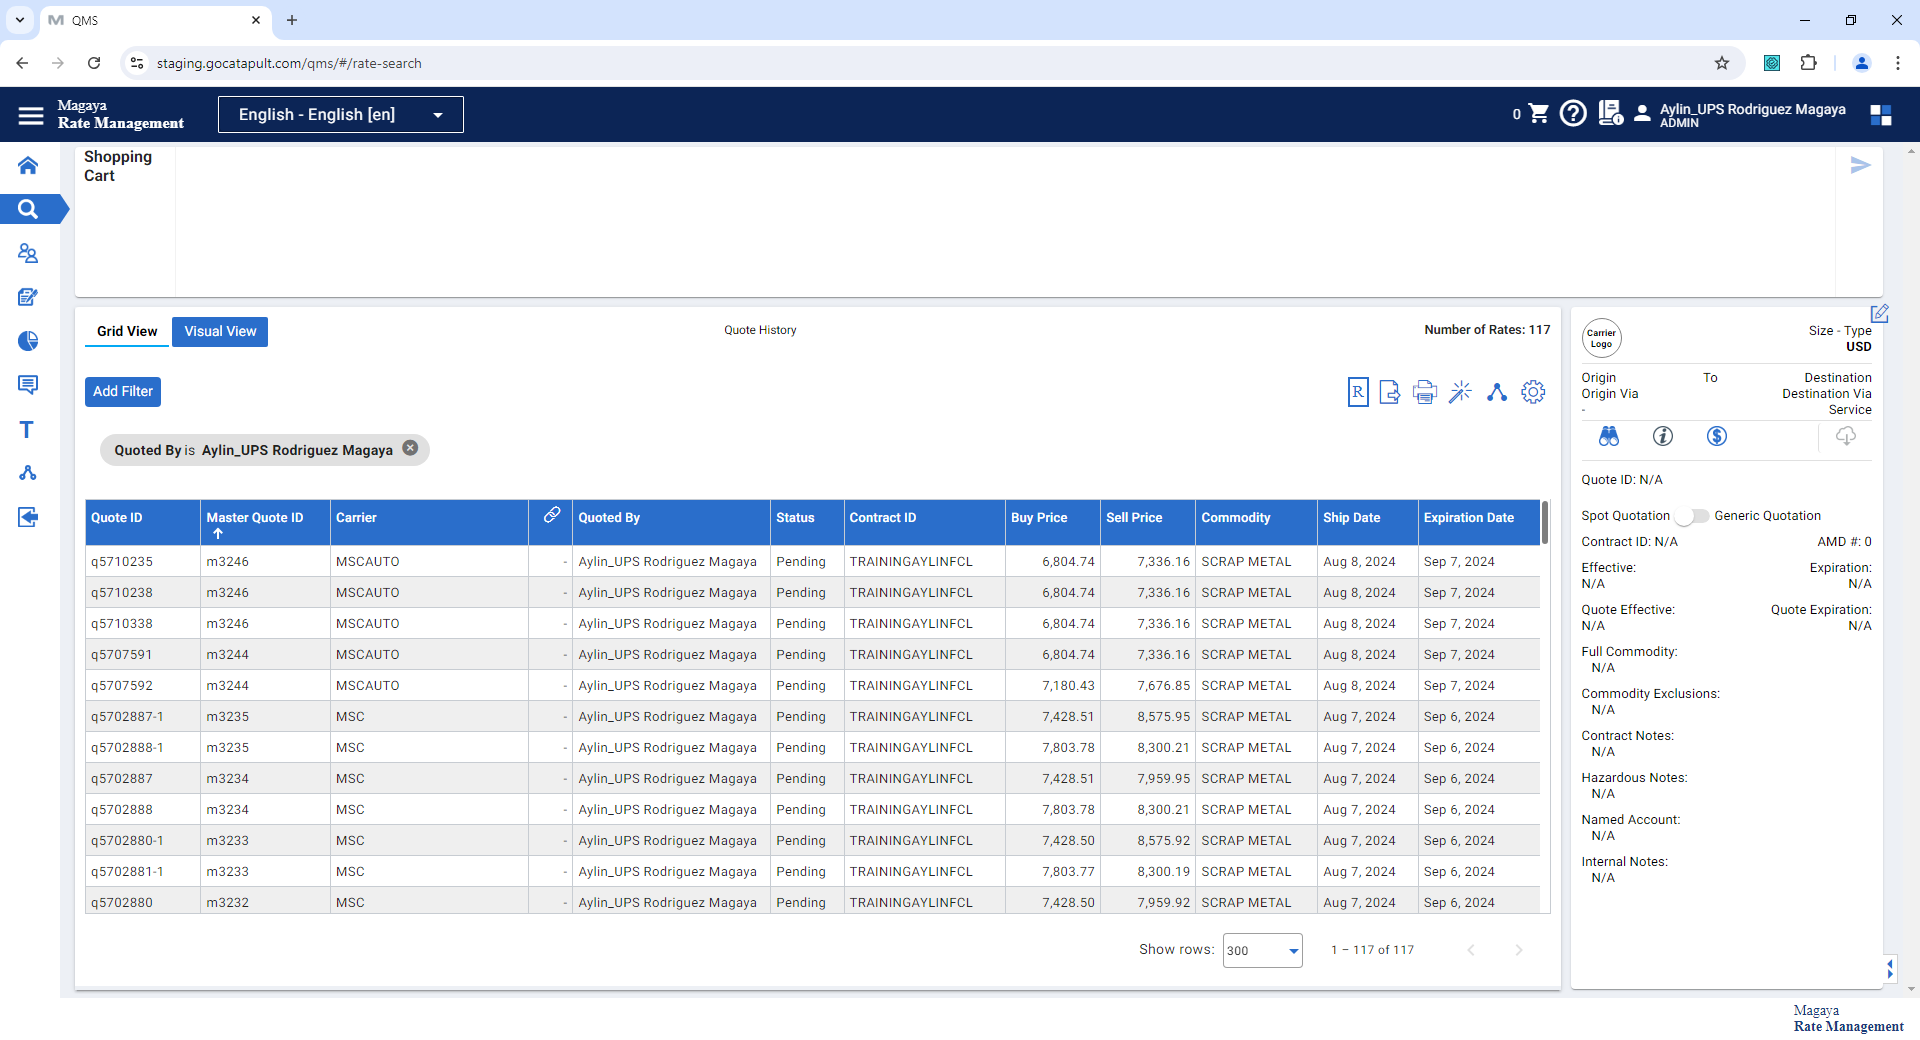 QMS
staging.gocatapult.com/qms/#/rate-search
Magaya
Rate Management
English - English [en]
0
Aylin_UPS Rodriguez Magaya
ADMIN
Shopping
Cart
Grid View
Visual View
Quote History
Number of Rates: 117
Add Filter
R
Quoted By is Aylin_UPS Rodriguez Magaya
Quote ID Master Quote ID Carrier Quoted By Status Contract ID Buy Price Sell Price Commodity Ship Date Expiration Date
q5710235 m3246 MSCAUTO - Aylin_UPS Rodriguez Magaya Pending TRAININGAYLINFCL 6,804.74 7,336.16 SCRAP METAL Aug 8, 2024 Sep 7, 2024
q5710238 m3246 MSCAUTO - Aylin_UPS Rodriguez Magaya Pending TRAININGAYLINFCL 6,804.74 7,336.16 SCRAP METAL Aug 8, 2024 Sep 7, 2024
q5710338 m3246 MSCAUTO - Aylin_UPS Rodriguez Magaya Pending TRAININGAYLINFCL 6,804.74 7,336.16 SCRAP METAL Aug 8, 2024 Sep 7, 2024
q5707591 m3244 MSCAUTO - Aylin_UPS Rodriguez Magaya Pending TRAININGAYLINFCL 6,804.74 7,336.16 SCRAP METAL Aug 8, 2024 Sep 7, 2024
q5707592 m3244 MSCAUTO - Aylin_UPS Rodriguez Magaya Pending TRAININGAYLINFCL 7,180.43 7,676.85 SCRAP METAL Aug 8, 2024 Sep 7, 2024
q5702887-1 m3235 MSC - Aylin_UPS Rodriguez Magaya Pending TRAININGAYLINFCL 7,428.51 8,575.95 SCRAP METAL Aug 7, 2024 Sep 6, 2024
q5702888-1 m3235 MSC - Aylin_UPS Rodriguez Magaya Pending TRAININGAYLINFCL 7,803.78 8,300.21 SCRAP METAL Aug 7, 2024 Sep 6, 2024
q5702887 m3234 MSC - Aylin_UPS Rodriguez Magaya Pending TRAININGAYLINFCL 7,428.51 7,959.95 SCRAP METAL Aug 7, 2024 Sep 6, 2024
q5702888 m3234 MSC - Aylin_UPS Rodriguez Magaya Pending TRAININGAYLINFCL 7,803.78 8,300.21 SCRAP METAL Aug 7, 2024 Sep 6, 2024
q5702880-1 m3233 MSC - Aylin_UPS Rodriguez Magaya Pending TRAININGAYLINFCL 7,428.50 8,575.92 SCRAP METAL Aug 7, 2024 Sep 6, 2024
q5702881-1 m3233 MSC - Aylin_UPS Rodriguez Magaya Pending TRAININGAYLINFCL 7,803.77 8,300.19 SCRAP METAL Aug 7, 2024 Sep 6, 2024
q5702880 m3232 MSC - Aylin_UPS Rodriguez Magaya Pending TRAININGAYLINFCL 7,428.50 7,959.92 SCRAP METAL Aug 7, 2024 Sep 6, 2024
Show rows: 300 1 – 117 of 117
Carrier
Logo
Size - Type
USD
Origin To Destination
Origin Via Destination Via
- Service
Quote ID: N/A
Spot Quotation Generic Quotation
Contract ID: N/A AMD #: 0
Effective: Expiration:
N/A N/A
Quote Effective: Quote Expiration:
N/A N/A
Full Commodity:
N/A
Commodity Exclusions:
N/A
Contract Notes:
N/A
Hazardous Notes:
N/A
Named Account:
N/A
Internal Notes:
N/A
Magaya
Rate Management